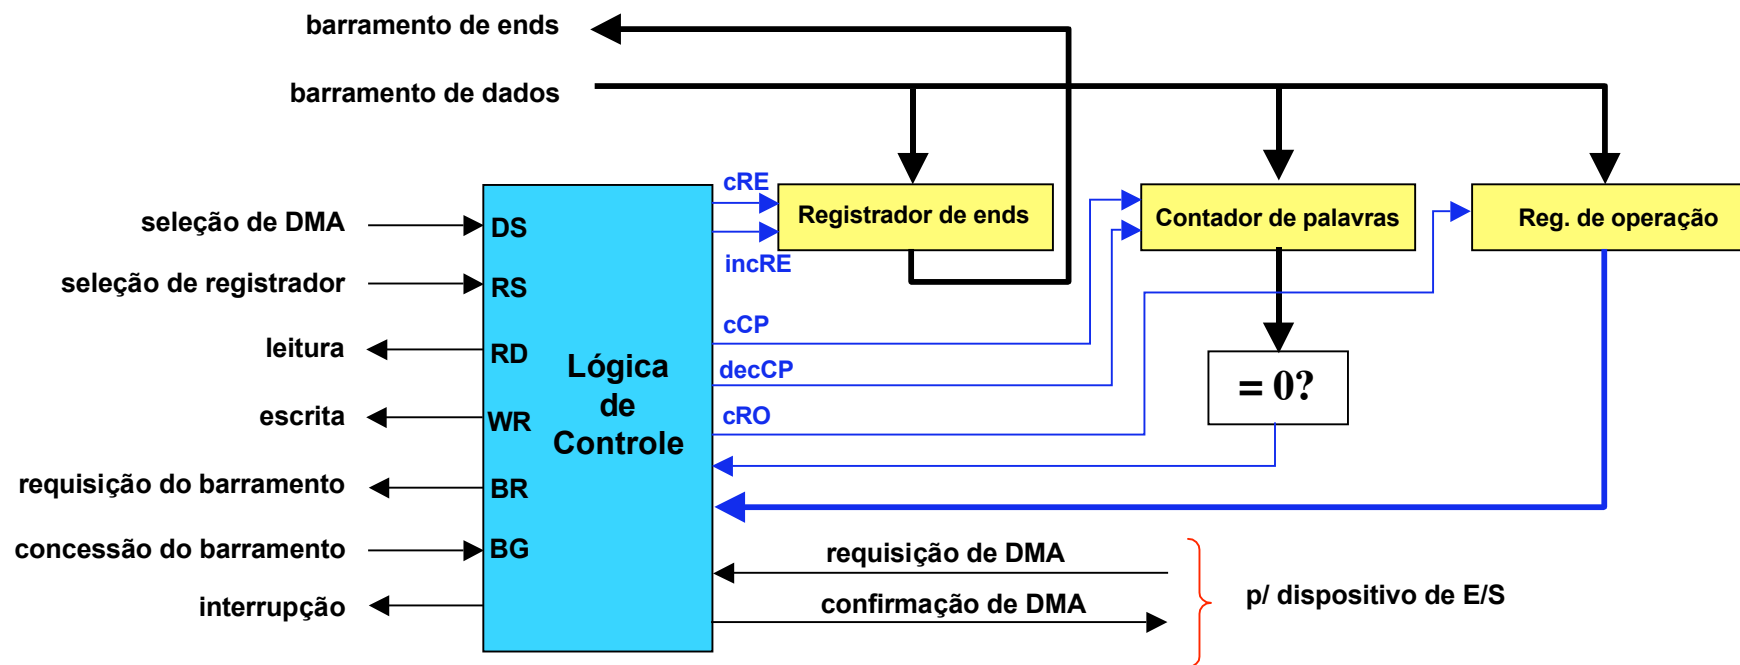 barramento de ends
barramento de dados
cRE
Registrador de ends
Contador de palavras
Reg. de operação
seleção de DMA
DS
incRE
seleção de registrador
RS
cCP
leitura
RD
Lógica
de
Controle
decCP
= 0?
escrita
WR
cRO
requisição do barramento
BR
concessão do barramento
BG
requisição de DMA
interrupção
confirmação de DMA
p/ dispositivo de E/S